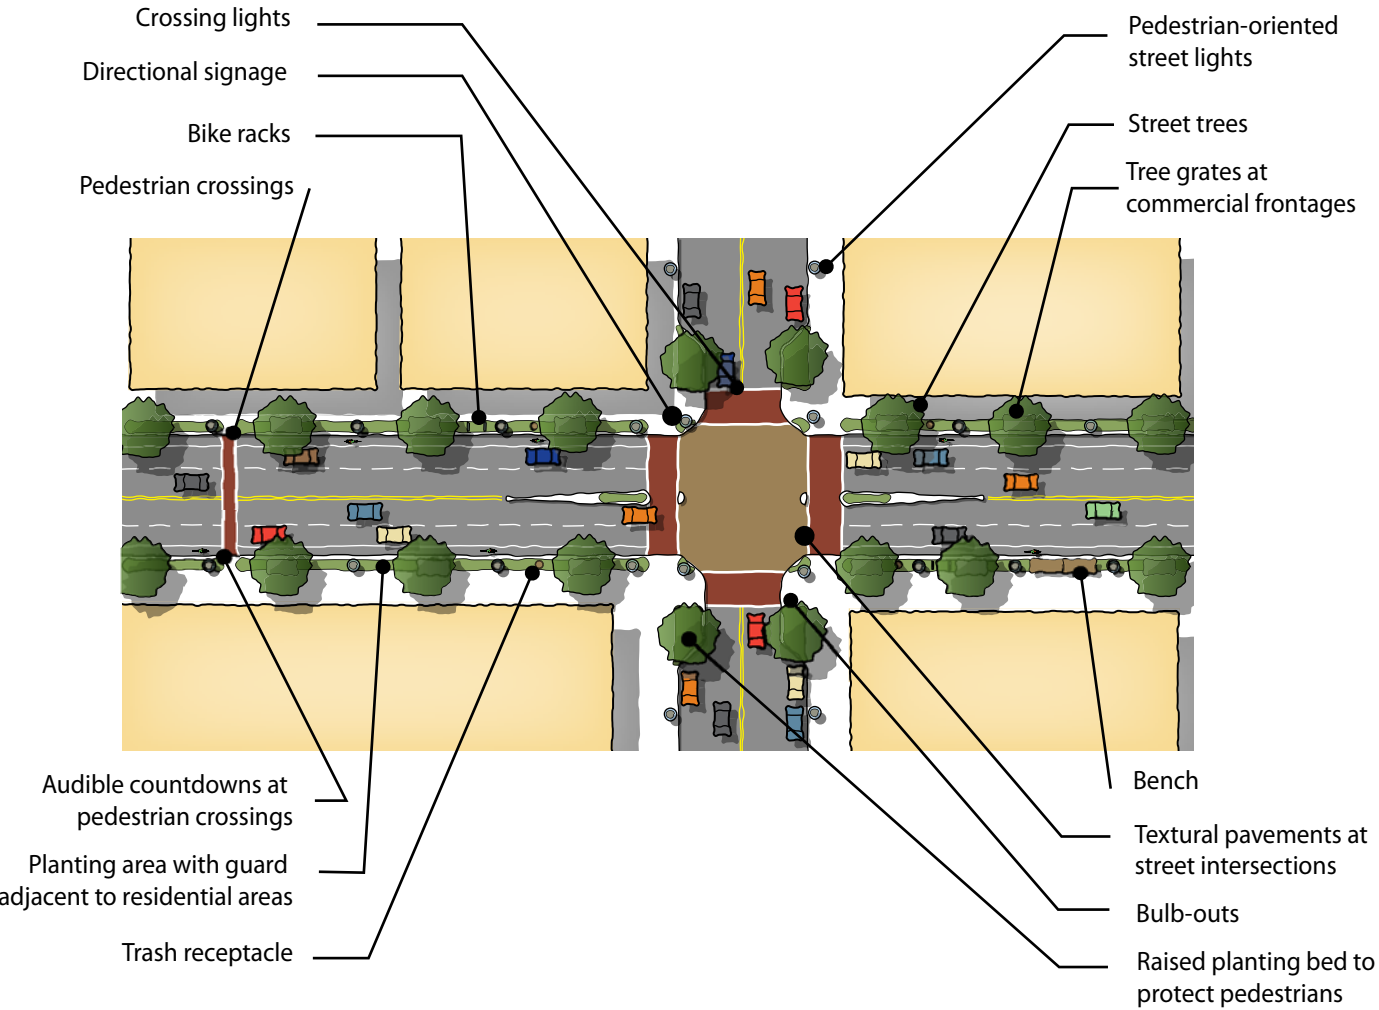 Crossing lights
Directional signage
Bike racks
Pedestrian crossings
Pedestrian-oriented
street lights
Street trees
Tree grates at
commercial frontages
Audible countdowns at
pedestrian crossings
Planting area with guard
adjacent to residential areas
Trash receptacle
Bench
Textural pavements at
street intersections
Bulb-outs
Raised planting bed to
protect pedestrians